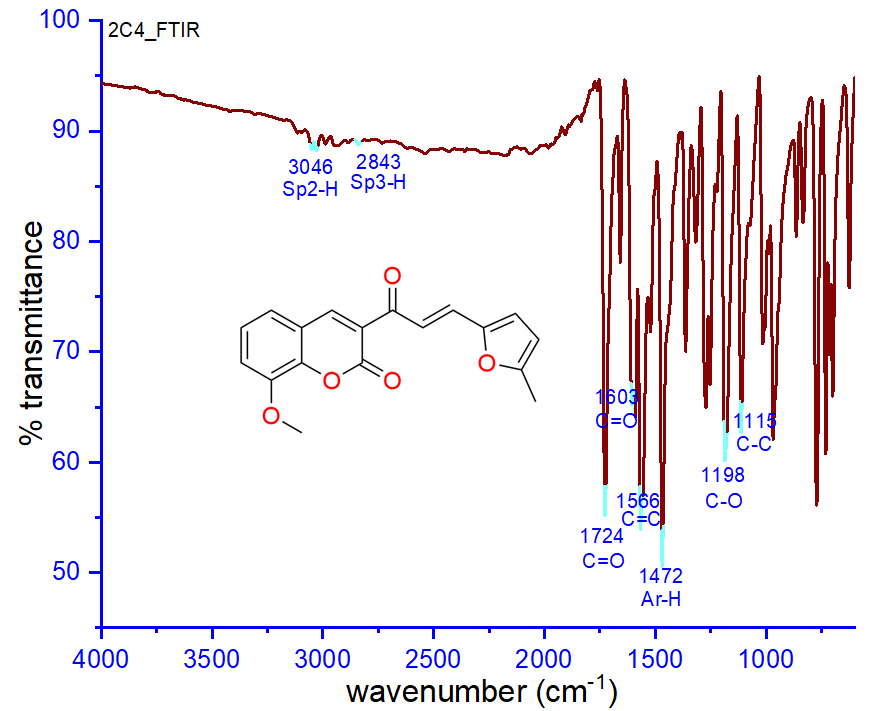 2C4_FTIR
100
90
80
70
60
50
% transmittance
3046
Sp2-H
2843
Sp3-H
O
O
O
O
O
1603
C=O
1566
C=C
1724
C=O
1472
Ar-H
1198
C-O
1115
C-C
4000 3500 3000 2500 2000 1500 1000
wavenumber (cm⁻¹)